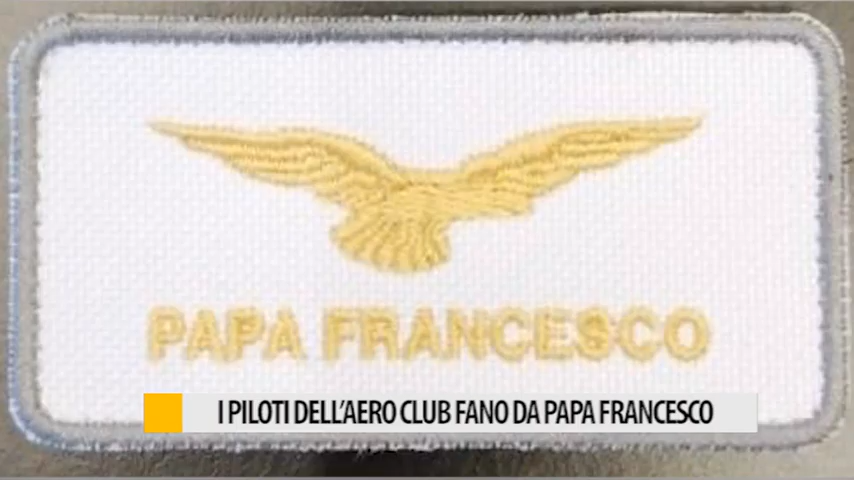 PAPA FRANCESCO
I PILOTI DELL'AERO CLUB FANO DA PAPA FRANCESCO